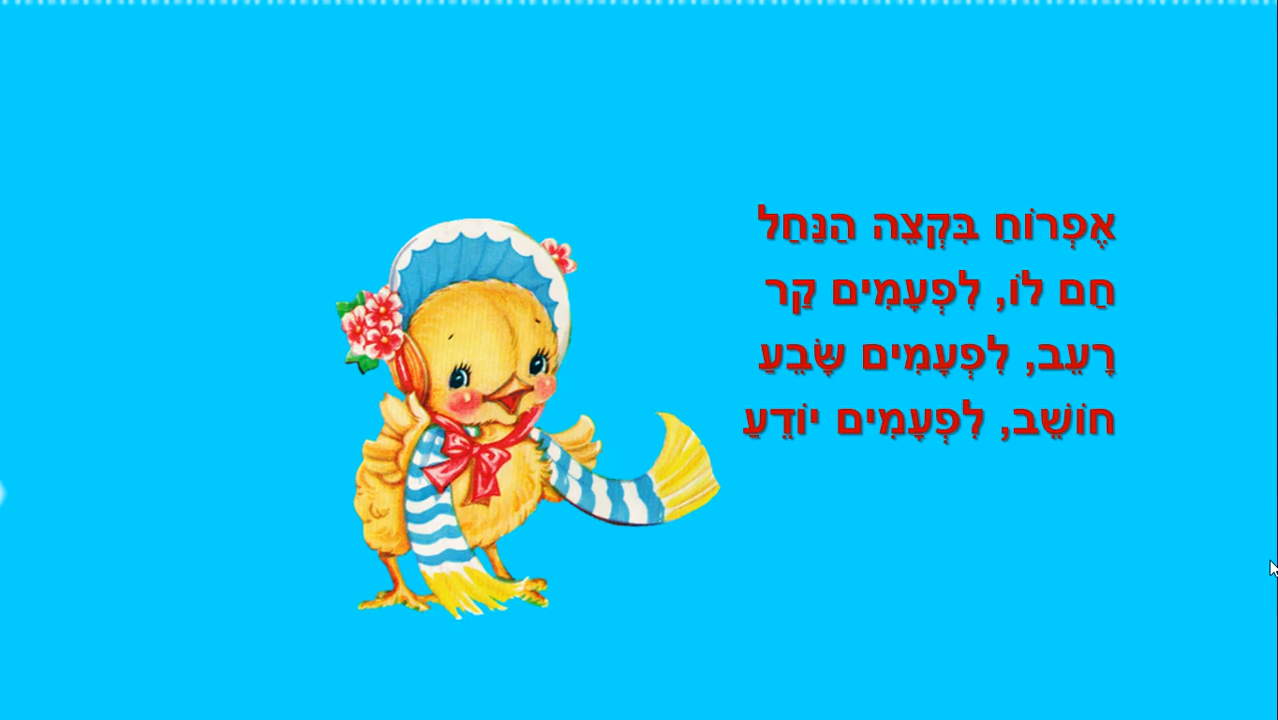 אֶפְרוֹחַ בִּקְצֵה הַנַּחַל
חַם לוֹ, לִפְעָמִים קַר
רָעֵב, לִפְעָמִים שָׂבֵעַ
חוֹשֵׁב, לִפְעָמִים יוֹדֵעַ